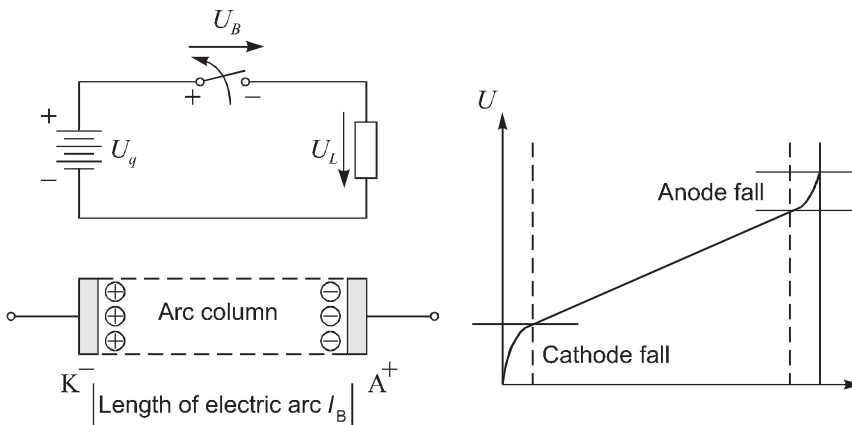 U_B
+ −
+
U_q
−
U_L
Arc column
K⁻
A⁺
Length of electric arc l_B
U
Anode fall
Cathode fall